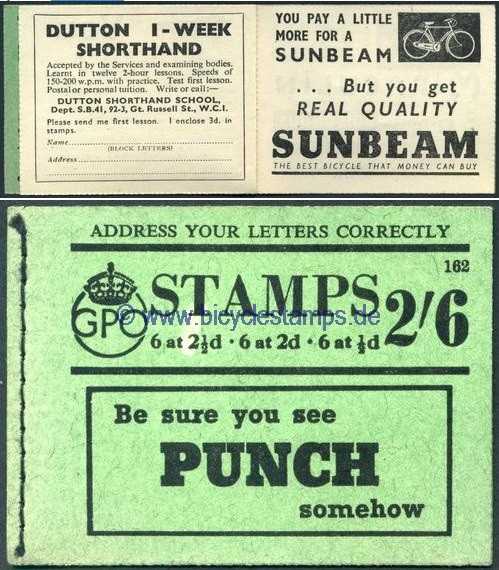 DUTTON 1-WEEK
SHORTHAND
Accepted by the Services and examining bodies.
Learnt in twelve 2-hour lessons. Speeds of
150-200 w.p.m. with practice. Test first lesson.
Postal or personal tuition. Write or call:—
DUTTON SHORTHAND SCHOOL,
Dept. S.B.41, 92-3, Gt. Russell St., W.C.1.
Please send me first lesson. I enclose 3d. in
stamps.
Name
(BLOCK LETTERS)
Address
YOU PAY A LITTLE
MORE FOR A
SUNBEAM
. . . But you get
REAL QUALITY
SUNBEAM
THE BEST BICYCLE THAT MONEY CAN BUY
ADDRESS YOUR LETTERS CORRECTLY
162
GPO
STAMPS 2/6
© www.bicyclestamps.de
6 at 2½d · 6 at 2d · 6 at ½d
Be sure you see
PUNCH
somehow